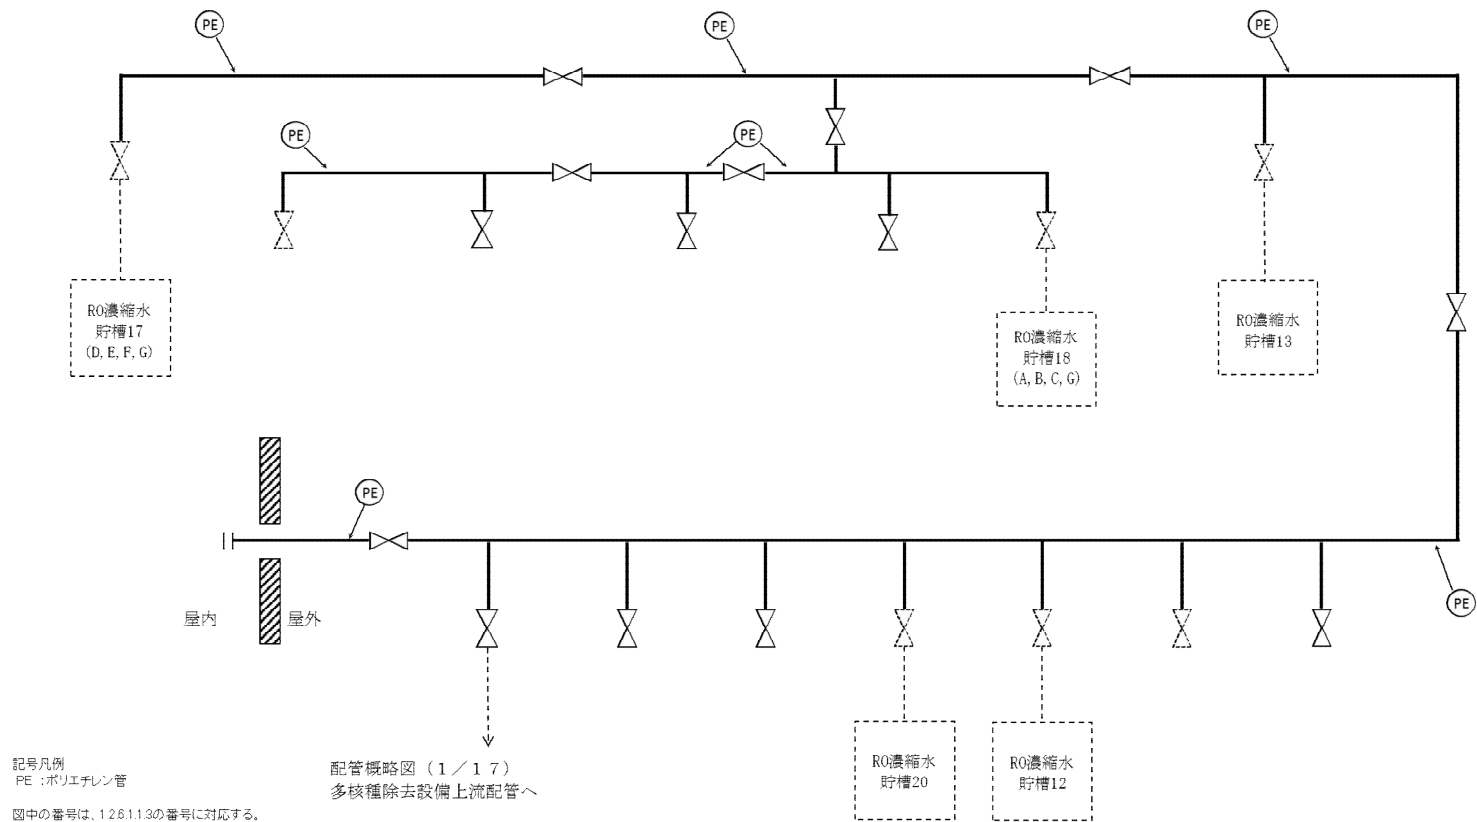 PE
PE
PE
PE
PE
RO濃縮水
貯槽17
(D, E, F, G)
RO濃縮水
貯槽18
(A, B, C, G)
RO濃縮水
貯槽13
PE
PE
屋内
屋外
RO濃縮水
貯槽20
RO濃縮水
貯槽12
配管概略図（１／１７）
多核種除去設備上流配管へ
記号凡例
PE ：ポリエチレン管
図中の番号は、1.2.6.1.1.3の番号に対応する。